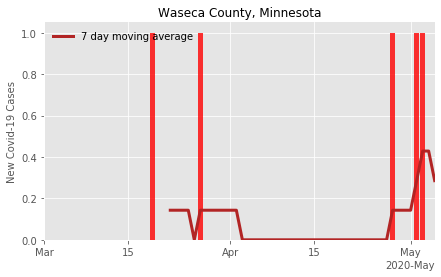 Waseca County, Minnesota
7 day moving average
New Covid-19 Cases
1.0
0.8
0.6
0.4
0.2
0.0
Mar
15
Apr
15
May
2020-May